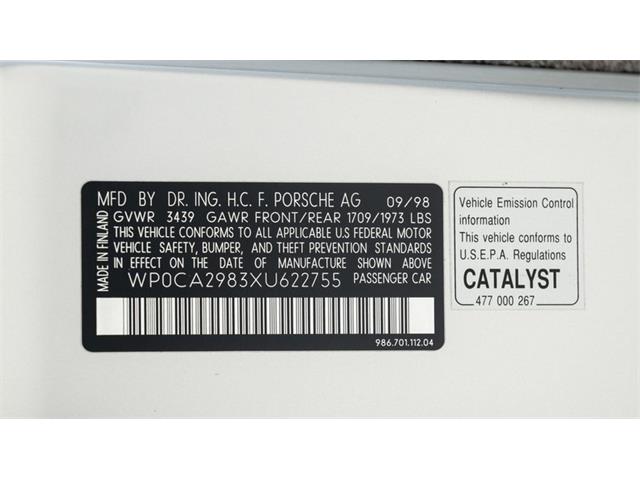 MFD BY DR. ING. H.C. F. PORSCHE AG 09/98
GVWR 3439 GAWR FRONT/REAR 1709/1973 LBS
THIS VEHICLE CONFORMS TO ALL APPLICABLE U.S FEDERAL MOTOR
VEHICLE SAFETY, BUMPER, AND THEFT PREVENTION STANDARDS
IN EFFECT ON THE DATE OF MANUFACTURE SHOWN ABOVE
WP0CA2983XU622755 PASSENGER CAR
MADE IN FINLAND
986.701.112.04
Vehicle Emission Control
information
This vehicle conforms to
U.S.E.P.A. Regulations
CATALYST
477 000 267